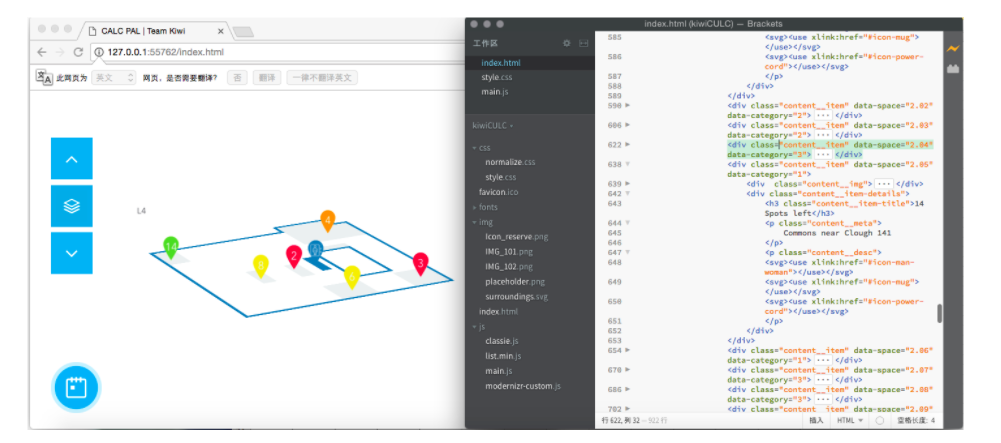 CALC PAL | Team Kiwi ×
127.0.0.1:55762/index.html
此网页为 英文 网页，是否需要翻译? 否 翻译 一律不翻译英文
L4
14
4
2
3
index.html (kiwiCULC) — Brackets
工作区
index.html
style.css
main.js
kiwiCULC
css
normalize.css
style.css
favicon.ico
fonts
img
Icon_reserve.png
IMG_101.png
IMG_102.png
placeholder.png
surroundings.svg
index.html
js
classie.js
list.min.js
main.js
modernizr-custom.js
585 <svg><use xlink:href="#icon-mug">
</use></svg>
586 <svg><use xlink:href="#icon-power-
cord"></use></svg>
587 </p>
588 </div>
589 </div>
590 <div class="content__item" data-space="2.02"
data-category="2"> ··· </div>
606 <div class="content__item" data-space="2.03"
data-category="2"> ··· </div>
622 <div class="content__item" data-space="2.04"
data-category="3"> ··· </div>
638 <div class="content__item" data-space="2.05"
data-category="1">
639 <div class="content__img"> ··· </div>
642 <div class="content__item-details">
643 <h3 class="content__item-title">14
Spots left</h3>
644 <p class="content__meta">
645 Commons near Clough 141
646 </p>
647 <p class="content__desc">
648 <svg><use xlink:href="#icon-man-
woman"></use></svg>
649 <svg><use xlink:href="#icon-mug">
</use></svg>
650 <svg><use xlink:href="#icon-power-
cord"></use></svg>
651 </p>
652 </div>
653 </div>
654 <div class="content__item" data-space="2.06"
data-category="1"> ··· </div>
670 <div class="content__item" data-space="2.07"
data-category="3"> ··· </div>
686 <div class="content__item" data-space="2.08"
data-category="3"> ··· </div>
702 <div class="content__item" data-space="2.09"
行 622, 列 32 — 922 行 插入 HTML 空格长度: 4